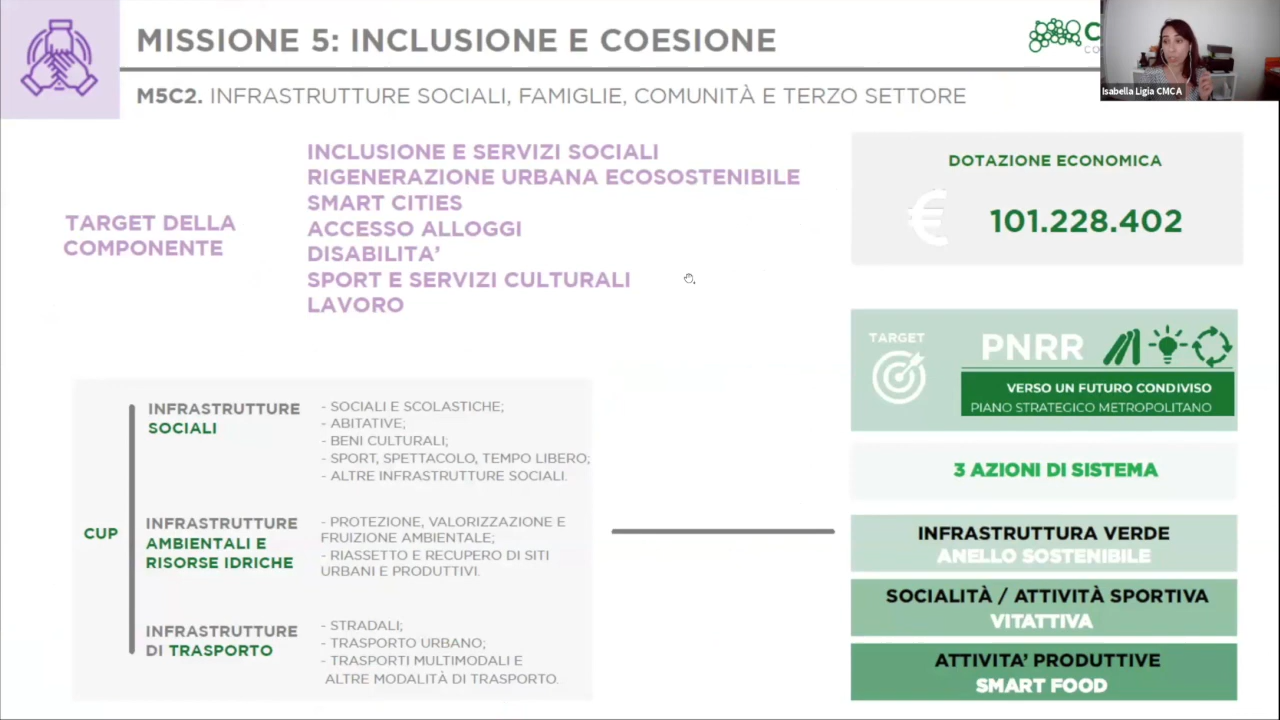 MISSIONE 5: INCLUSIONE E COESIONE
M5C2. INFRASTRUTTURE SOCIALI, FAMIGLIE, COMUNITÀ E TERZO SETTORE
Isabella Ligia CMCA
TARGET DELLA
COMPONENTE
INCLUSIONE E SERVIZI SOCIALI
RIGENERAZIONE URBANA ECOSOSTENIBILE
SMART CITIES
ACCESSO ALLOGGI
DISABILITA'
SPORT E SERVIZI CULTURALI
LAVORO
DOTAZIONE ECONOMICA
€ 101.228.402
TARGET
PNRR
VERSO UN FUTURO CONDIVISO
PIANO STRATEGICO METROPOLITANO
3 AZIONI DI SISTEMA
INFRASTRUTTURA VERDE
ANELLO SOSTENIBILE
SOCIALITÀ / ATTIVITÀ SPORTIVA
VITATTIVA
ATTIVITA' PRODUTTIVE
SMART FOOD
CUP
INFRASTRUTTURE
SOCIALI
- SOCIALI E SCOLASTICHE;
- ABITATIVE;
- BENI CULTURALI;
- SPORT, SPETTACOLO, TEMPO LIBERO;
- ALTRE INFRASTRUTTURE SOCIALI.
INFRASTRUTTURE
AMBIENTALI E
RISORSE IDRICHE
- PROTEZIONE, VALORIZZAZIONE E
FRUIZIONE AMBIENTALE;
- RIASSETTO E RECUPERO DI SITI
URBANI E PRODUTTIVI.
INFRASTRUTTURE
DI TRASPORTO
- STRADALI;
- TRASPORTO URBANO;
- TRASPORTI MULTIMODALI E
ALTRE MODALITÀ DI TRASPORTO.